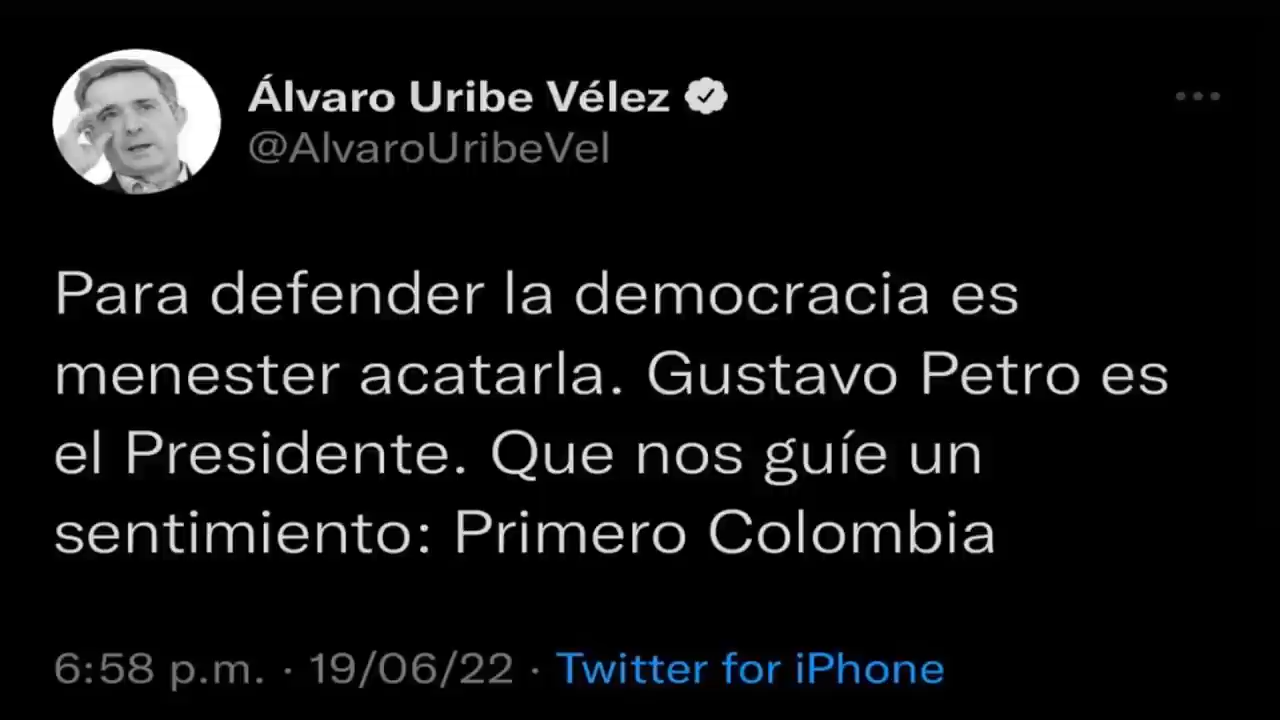 Álvaro Uribe Vélez
@AlvaroUribeVel
Para defender la democracia es
menester acatarla. Gustavo Petro es
el Presidente. Que nos guíe un
sentimiento: Primero Colombia
6:58 p.m. · 19/06/22 · Twitter for iPhone